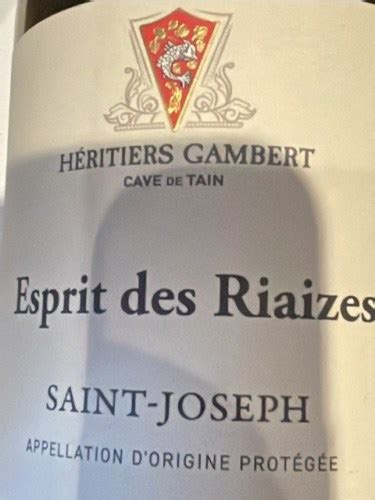 HÉRITIERS GAMBERT
CAVE DE TAIN
Esprit des Riaizes
SAINT-JOSEPH
APPELLATION D'ORIGINE PROTÉGÉE